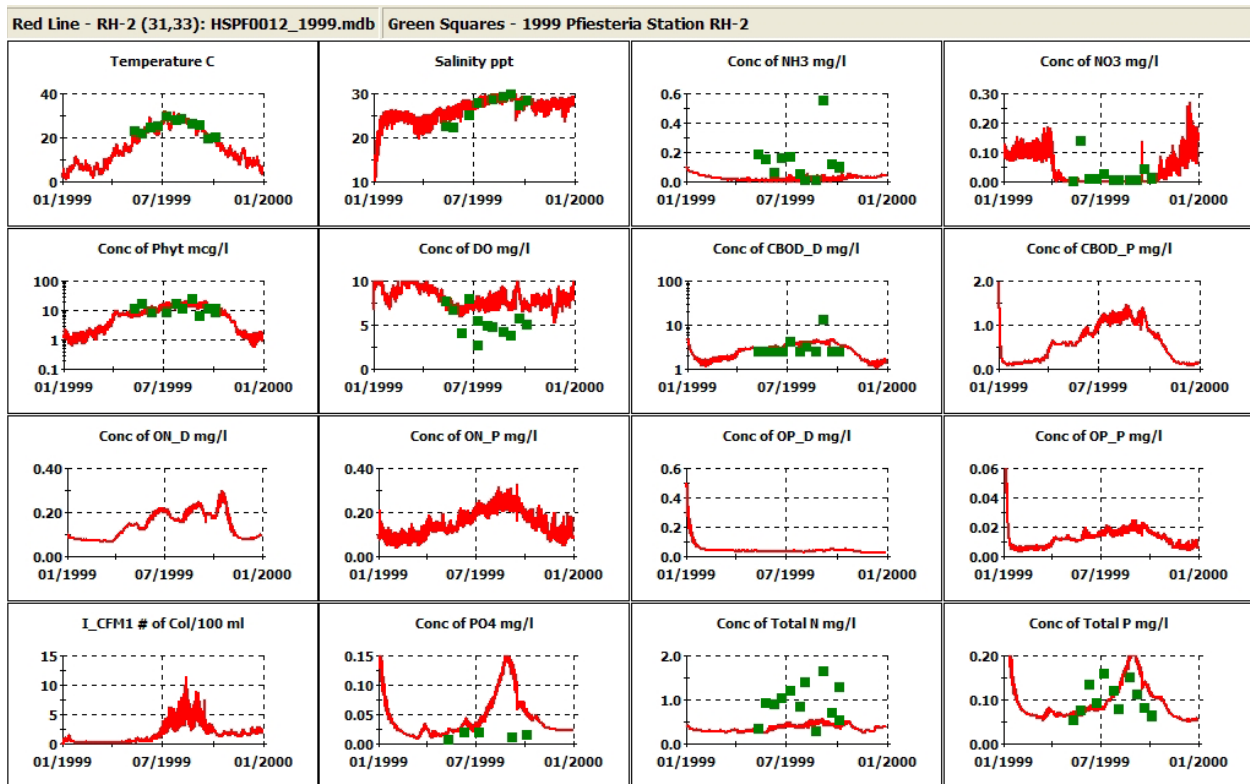 Red Line - RH-2 (31,33): HSPF0012_1999.mdb Green Squares - 1999 Pfiesteria Station RH-2
Temperature C
40
20
0
01/1999 07/1999 01/2000
Salinity ppt
30
20
10
01/1999 07/1999 01/2000
Conc of NH3 mg/l
0.6
0.4
0.2
0.0
01/1999 07/1999 01/2000
Conc of NO3 mg/l
0.30
0.20
0.10
0.00
01/1999 07/1999 01/2000
Conc of Phyt mcg/l
100
10
1
0.1
01/1999 07/1999 01/2000
Conc of DO mg/l
10
5
0
01/1999 07/1999 01/2000
Conc of CBOD_D mg/l
100
10
1
01/1999 07/1999 01/2000
Conc of CBOD_P mg/l
2.0
1.0
0.0
01/1999 07/1999 01/2000
Conc of ON_D mg/l
0.40
0.20
0.00
01/1999 07/1999 01/2000
Conc of ON_P mg/l
0.40
0.20
0.00
01/1999 07/1999 01/2000
Conc of OP_D mg/l
0.6
0.4
0.2
0.0
01/1999 07/1999 01/2000
Conc of OP_P mg/l
0.06
0.04
0.02
0.00
01/1999 07/1999 01/2000
I_CFM1 # of Col/100 ml
15
10
5
0
01/1999 07/1999 01/2000
Conc of PO4 mg/l
0.15
0.10
0.05
0.00
01/1999 07/1999 01/2000
Conc of Total N mg/l
2.0
1.0
0.0
01/1999 07/1999 01/2000
Conc of Total P mg/l
0.20
0.10
0.00
01/1999 07/1999 01/2000